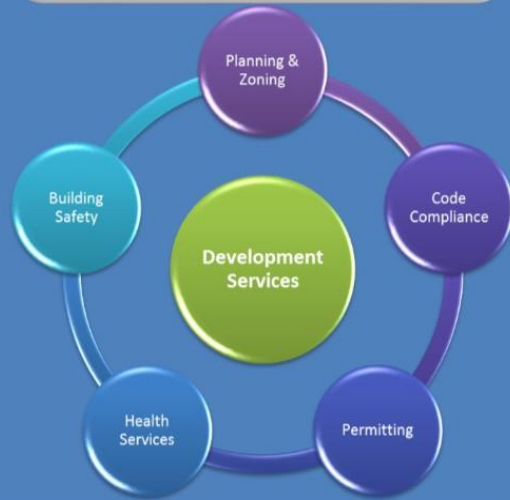 Planning &
Zoning
Code
Compliance
Permitting
Health
Services
Building
Safety
Development
Services